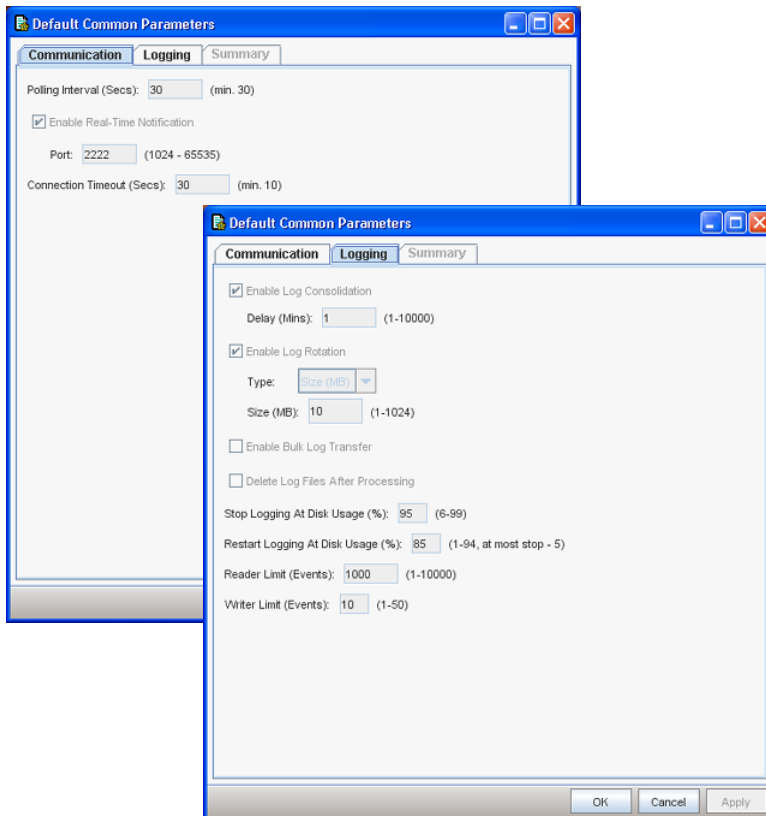 Default Common Parameters
Communication Logging Summary
Polling Interval (Secs): 30 (min. 30)
Enable Real-Time Notification
Port: 2222 (1024 - 65535)
Connection Timeout (Secs): 30 (min. 10)
Default Common Parameters
Communication Logging Summary
Enable Log Consolidation
Delay (Mins): 1 (1-10000)
Enable Log Rotation
Type: Size (MB)
Size (MB): 10 (1-1024)
Enable Bulk Log Transfer
Delete Log Files After Processing
Stop Logging At Disk Usage (%): 95 (6-99)
Restart Logging At Disk Usage (%): 85 (1-94, at most stop - 5)
Reader Limit (Events): 1000 (1-10000)
Writer Limit (Events): 10 (1-50)
OK Cancel Apply